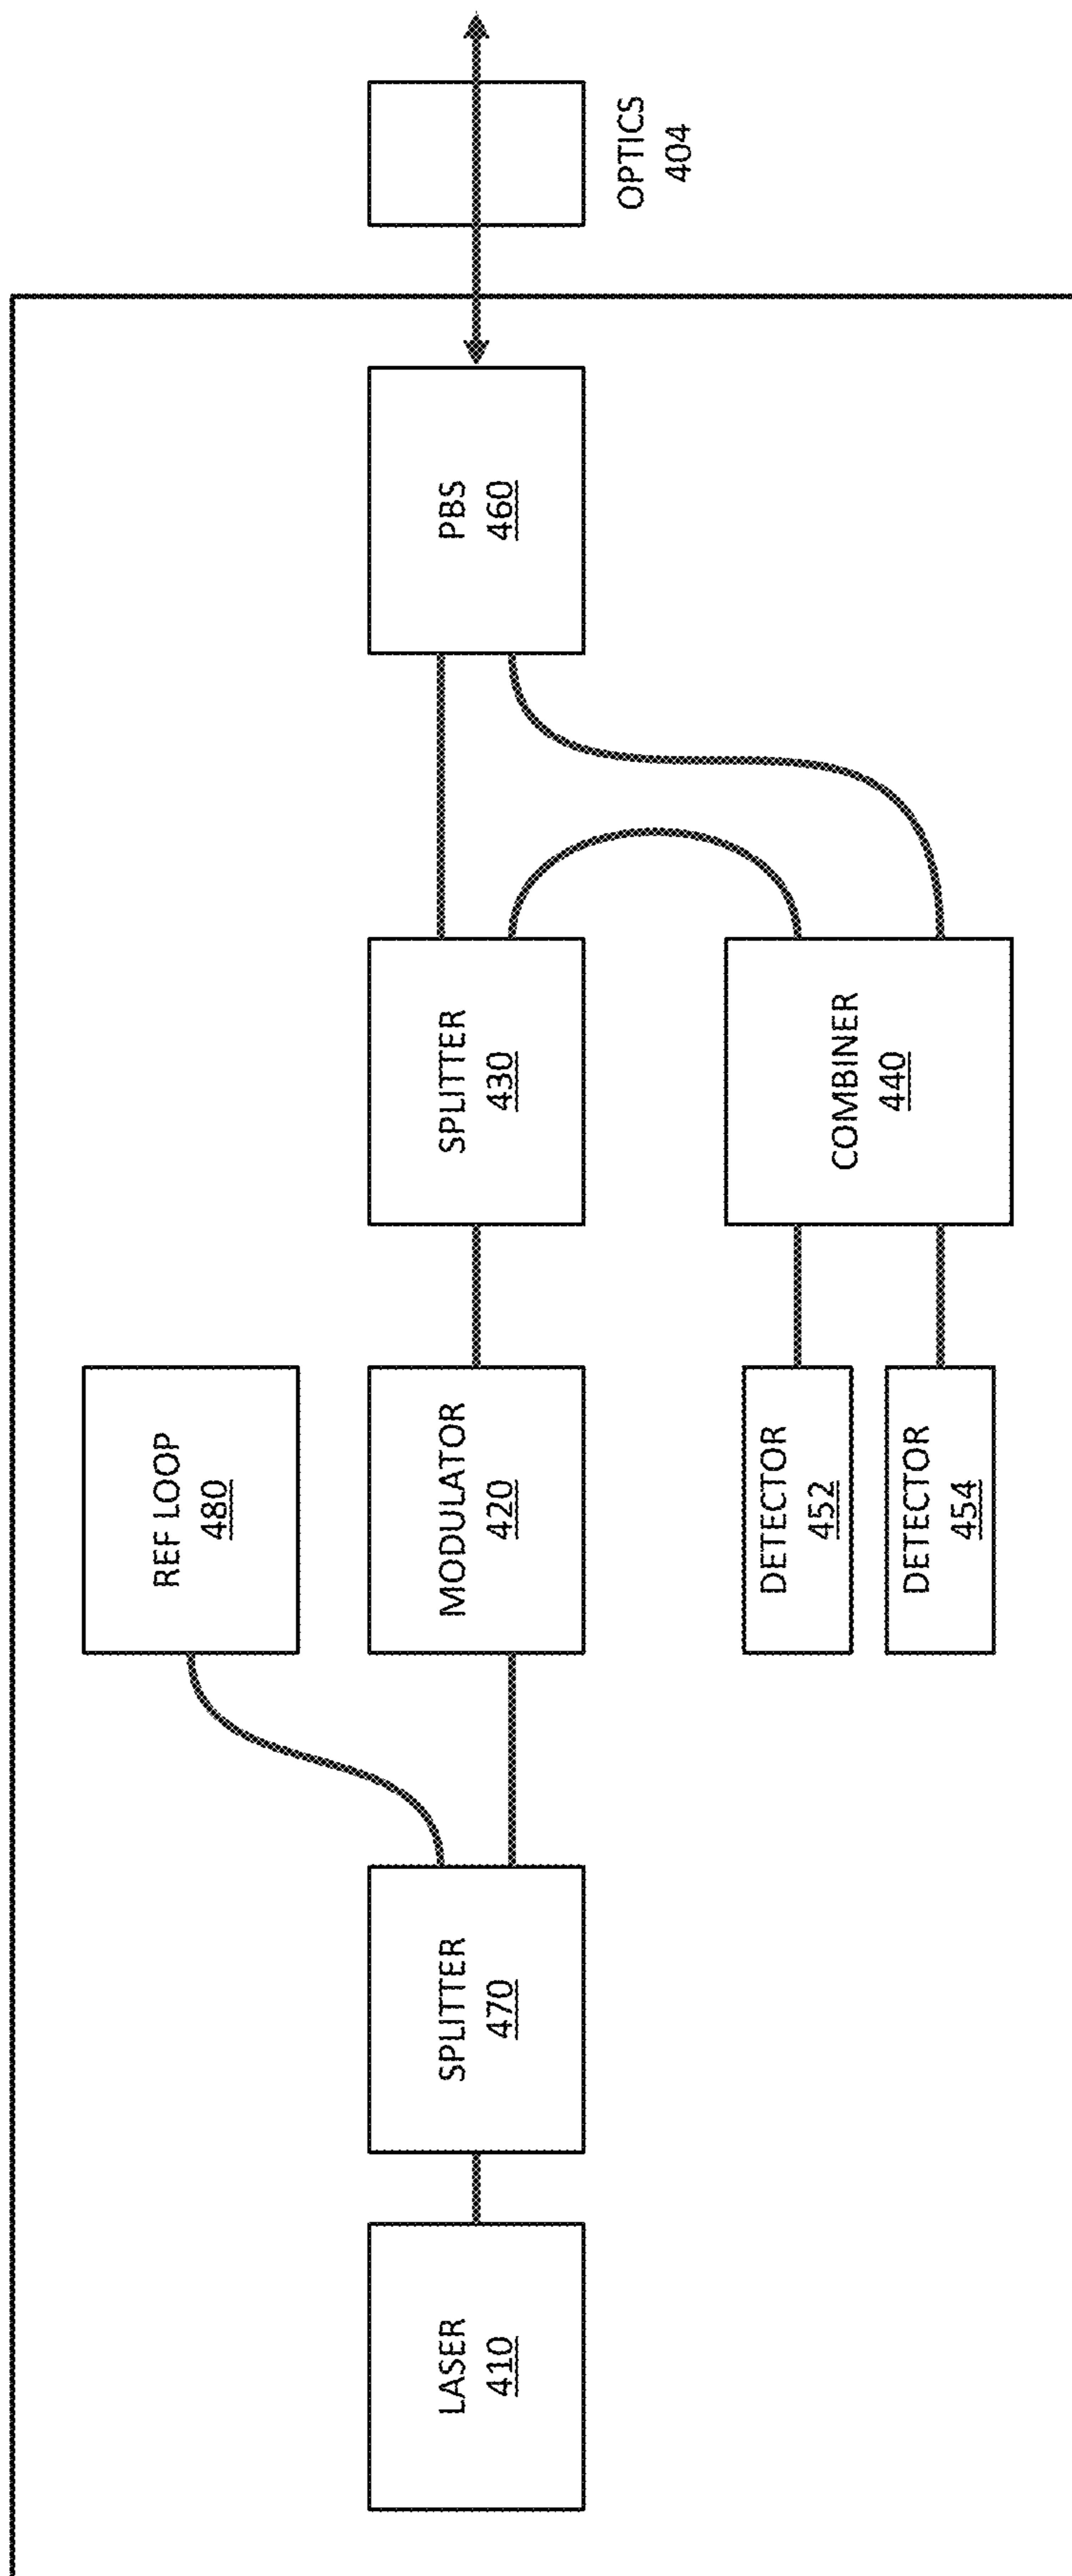 REF LOOP
480
LASER
410
SPLITTER
470
MODULATOR
420
SPLITTER
430
PBS
460
OPTICS
404
DETECTOR
452
DETECTOR
454
COMBINER
440